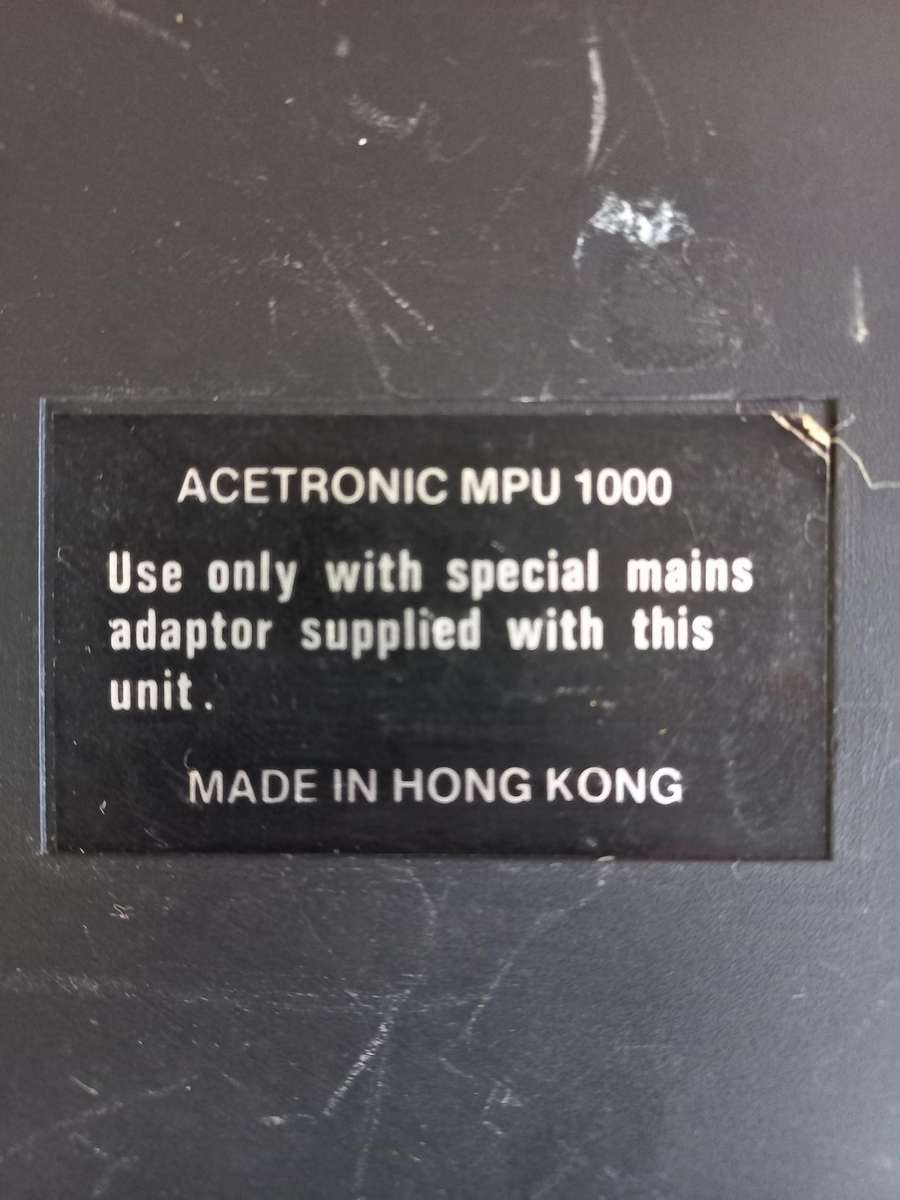 ACETRONIC MPU 1000
Use only with special mains
adaptor supplied with this
unit.
MADE IN HONG KONG